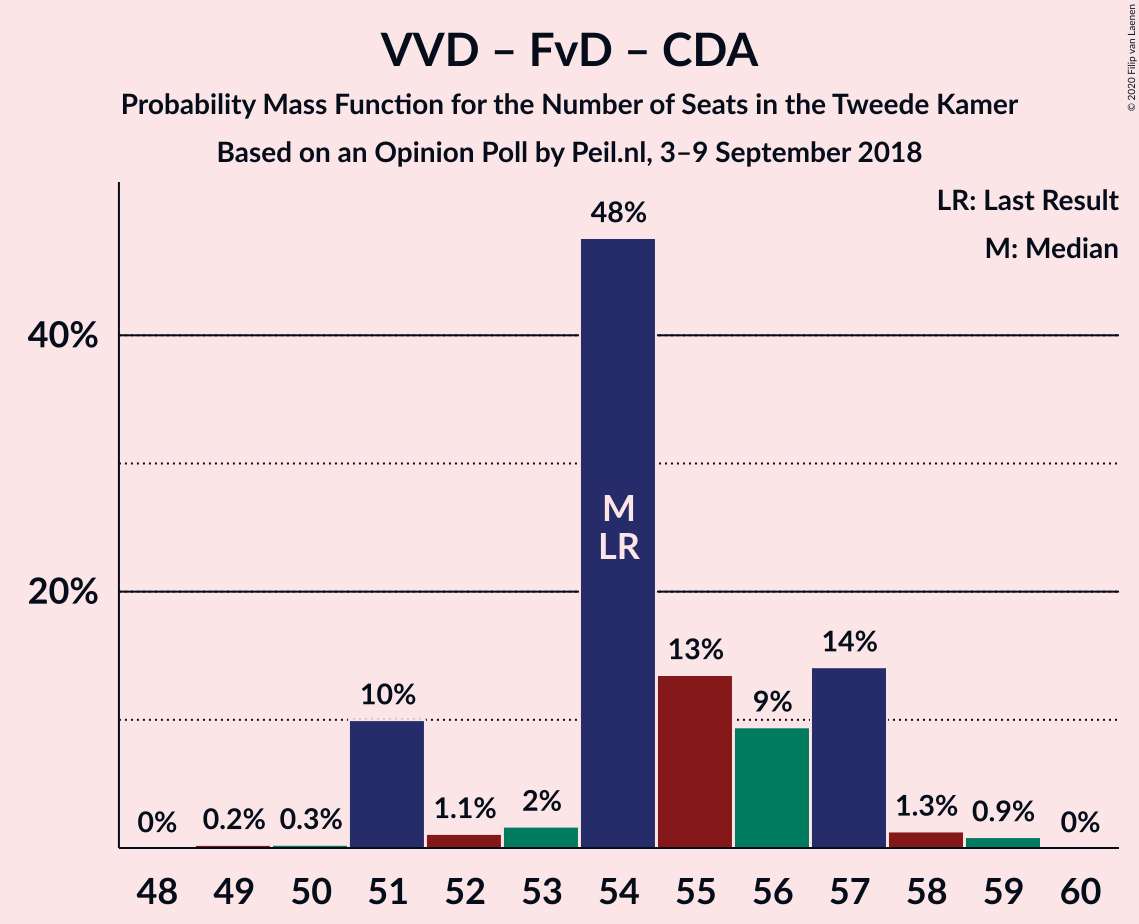 VVD – FvD – CDA
Probability Mass Function for the Number of Seats in the Tweede Kamer
Based on an Opinion Poll by Peil.nl, 3–9 September 2018
© 2020 Filip van Laenen
LR: Last Result
M: Median
40%
20%
0%
0.2%
0.3%
10%
1.1%
2%
48%
13%
9%
14%
1.3%
0.9%
0%
M
LR
48 49 50 51 52 53 54 55 56 57 58 59 60